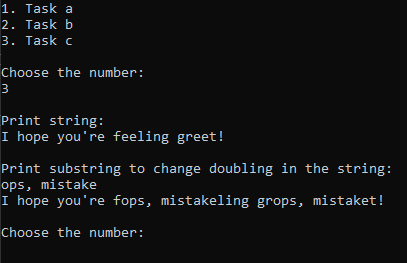 1. Task a
2. Task b
3. Task c
Choose the number:
3
Print string:
I hope you're feeling greet!
Print substring to change doubling in the string:
ops, mistake
I hope you're fops, mistakeling grops, mistaket!
Choose the number: